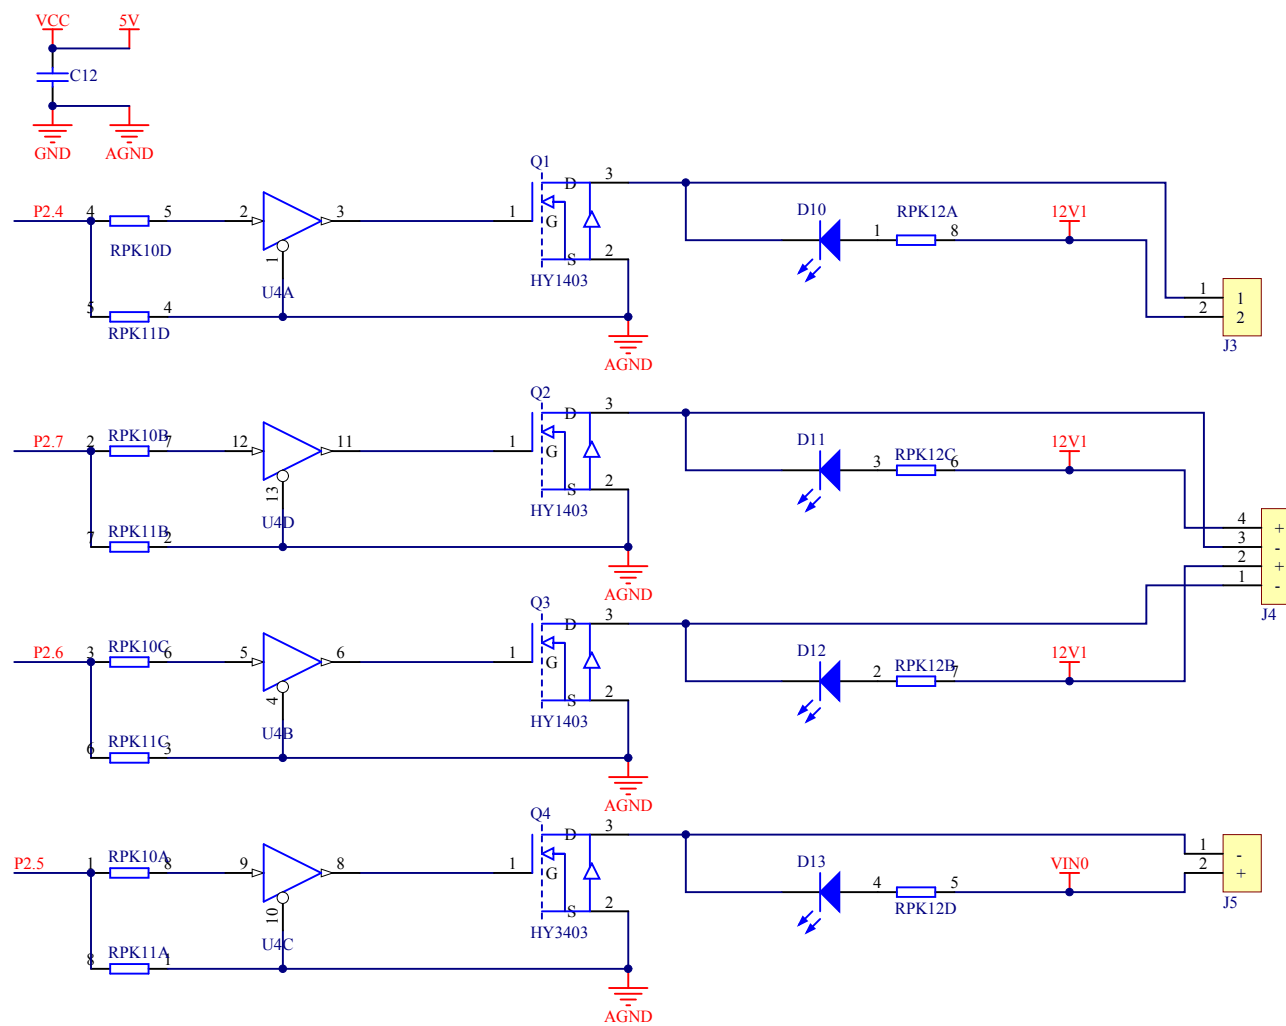 VCC 5V
C12
GND AGND
Q1
P2.4 4 5 2 3 1 D 3
G
S 2
RPK10D
1
U4A
HY1403
5 4
RPK11D
AGND
D10 RPK12A 12V1
1 8
1 1
2 2
J3
Q2
P2.7 2 RPK10B 7 12 11 1 D 3
G
S 2
13
U4D
HY1403
7 RPK11B 2
AGND
D11 3 RPK12C 6 12V1
4 +
3 -
2 +
1 -
J4
Q3
P2.6 3 RPK10C 6 5 6 1 D 3
G
S 2
4
U4B
HY1403
6 RPK11C 3
AGND
D12 2 RPK12B 7 12V1
Q4
P2.5 1 RPK10A 8 9 8 1 D 3
G
S 2
10
U4C
HY3403
8 RPK11A 1
AGND
D13 4 5 VIN0
RPK12D
1 -
2 +
J5